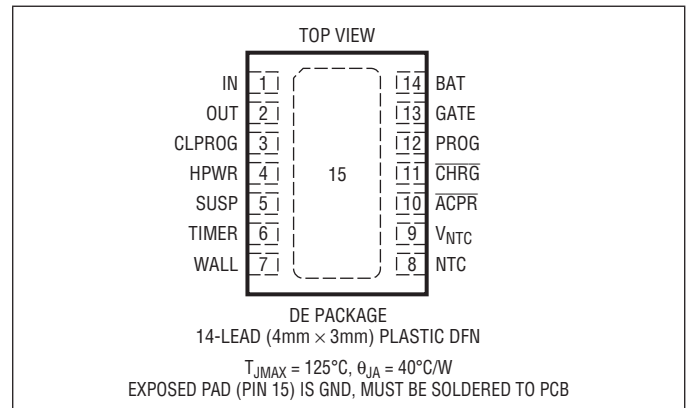 TOP VIEW
IN 1 14 BAT
OUT 2 13 GATE
CLPROG 3 12 PROG
HPWR 4 15 11 CHRG
SUSP 5 10 ACPR
TIMER 6 9 VNTC
WALL 7 8 NTC
DE PACKAGE
14-LEAD (4mm × 3mm) PLASTIC DFN
TJMAX = 125°C, θJA = 40°C/W
EXPOSED PAD (PIN 15) IS GND, MUST BE SOLDERED TO PCB